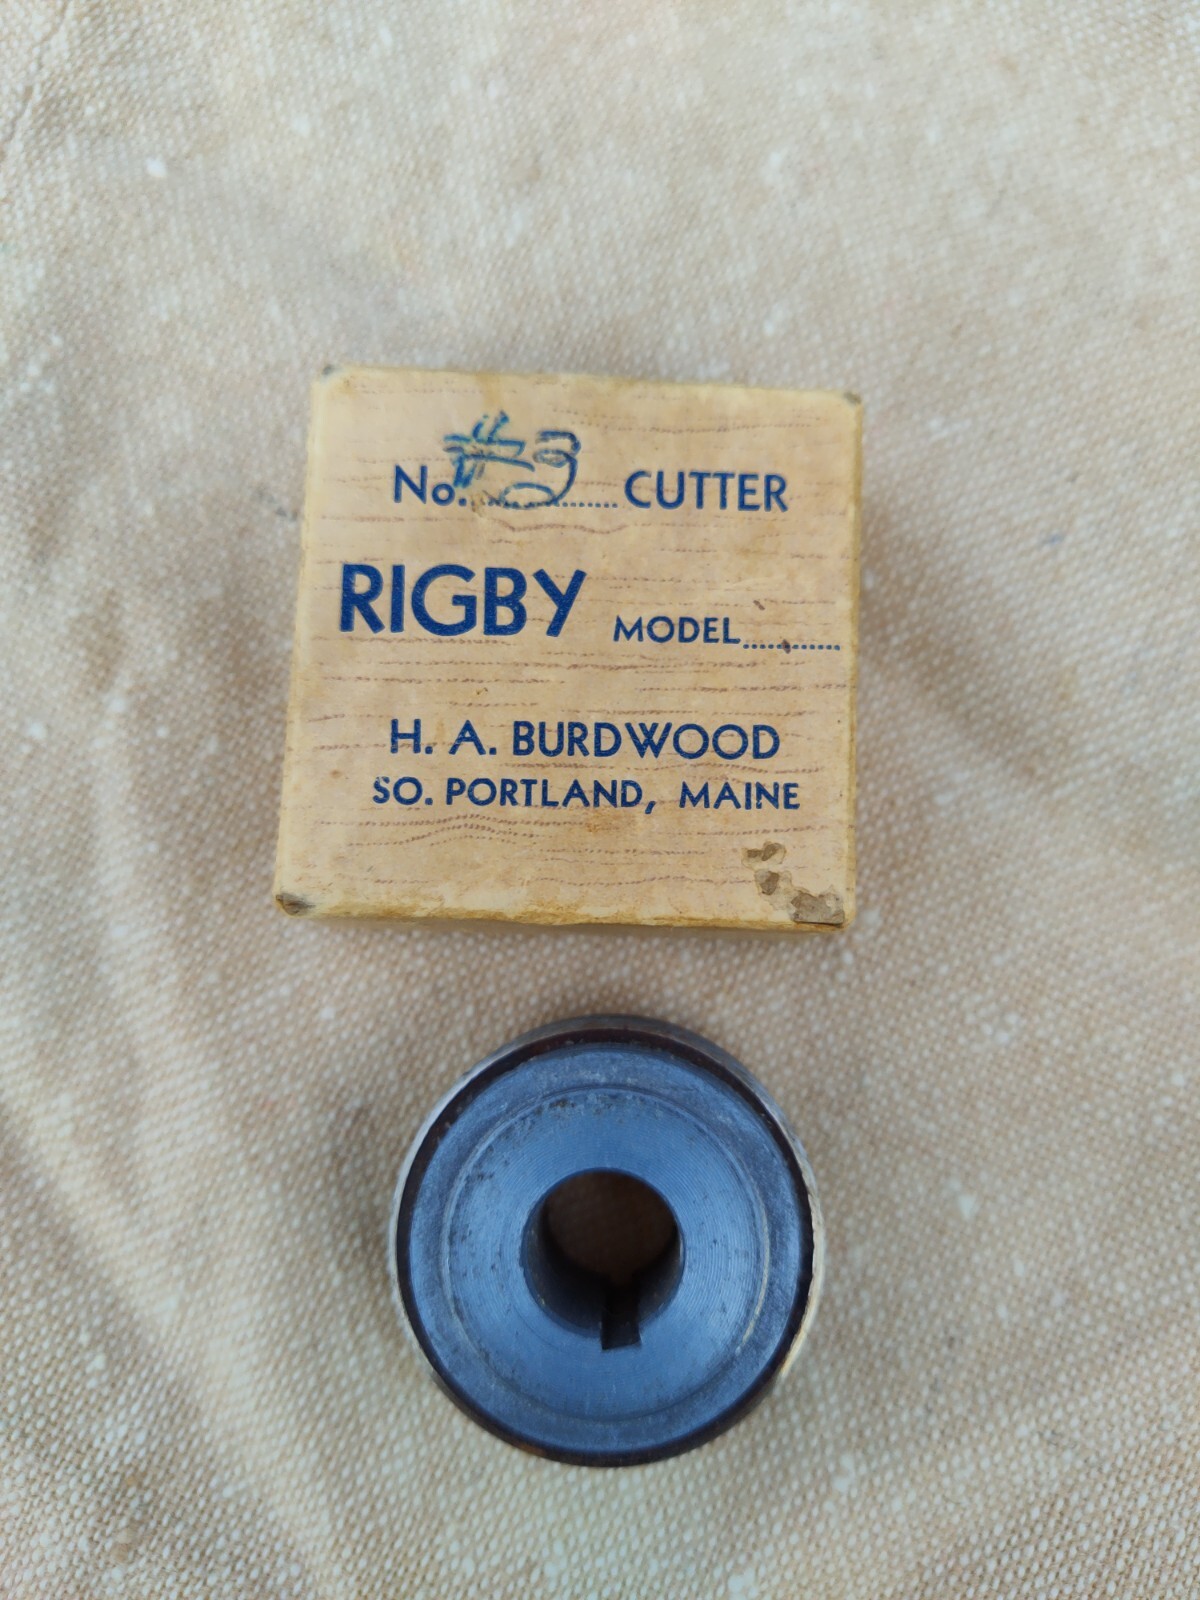 No. #3 CUTTER
RIGBY MODEL
H. A. BURDWOOD
SO. PORTLAND, MAINE